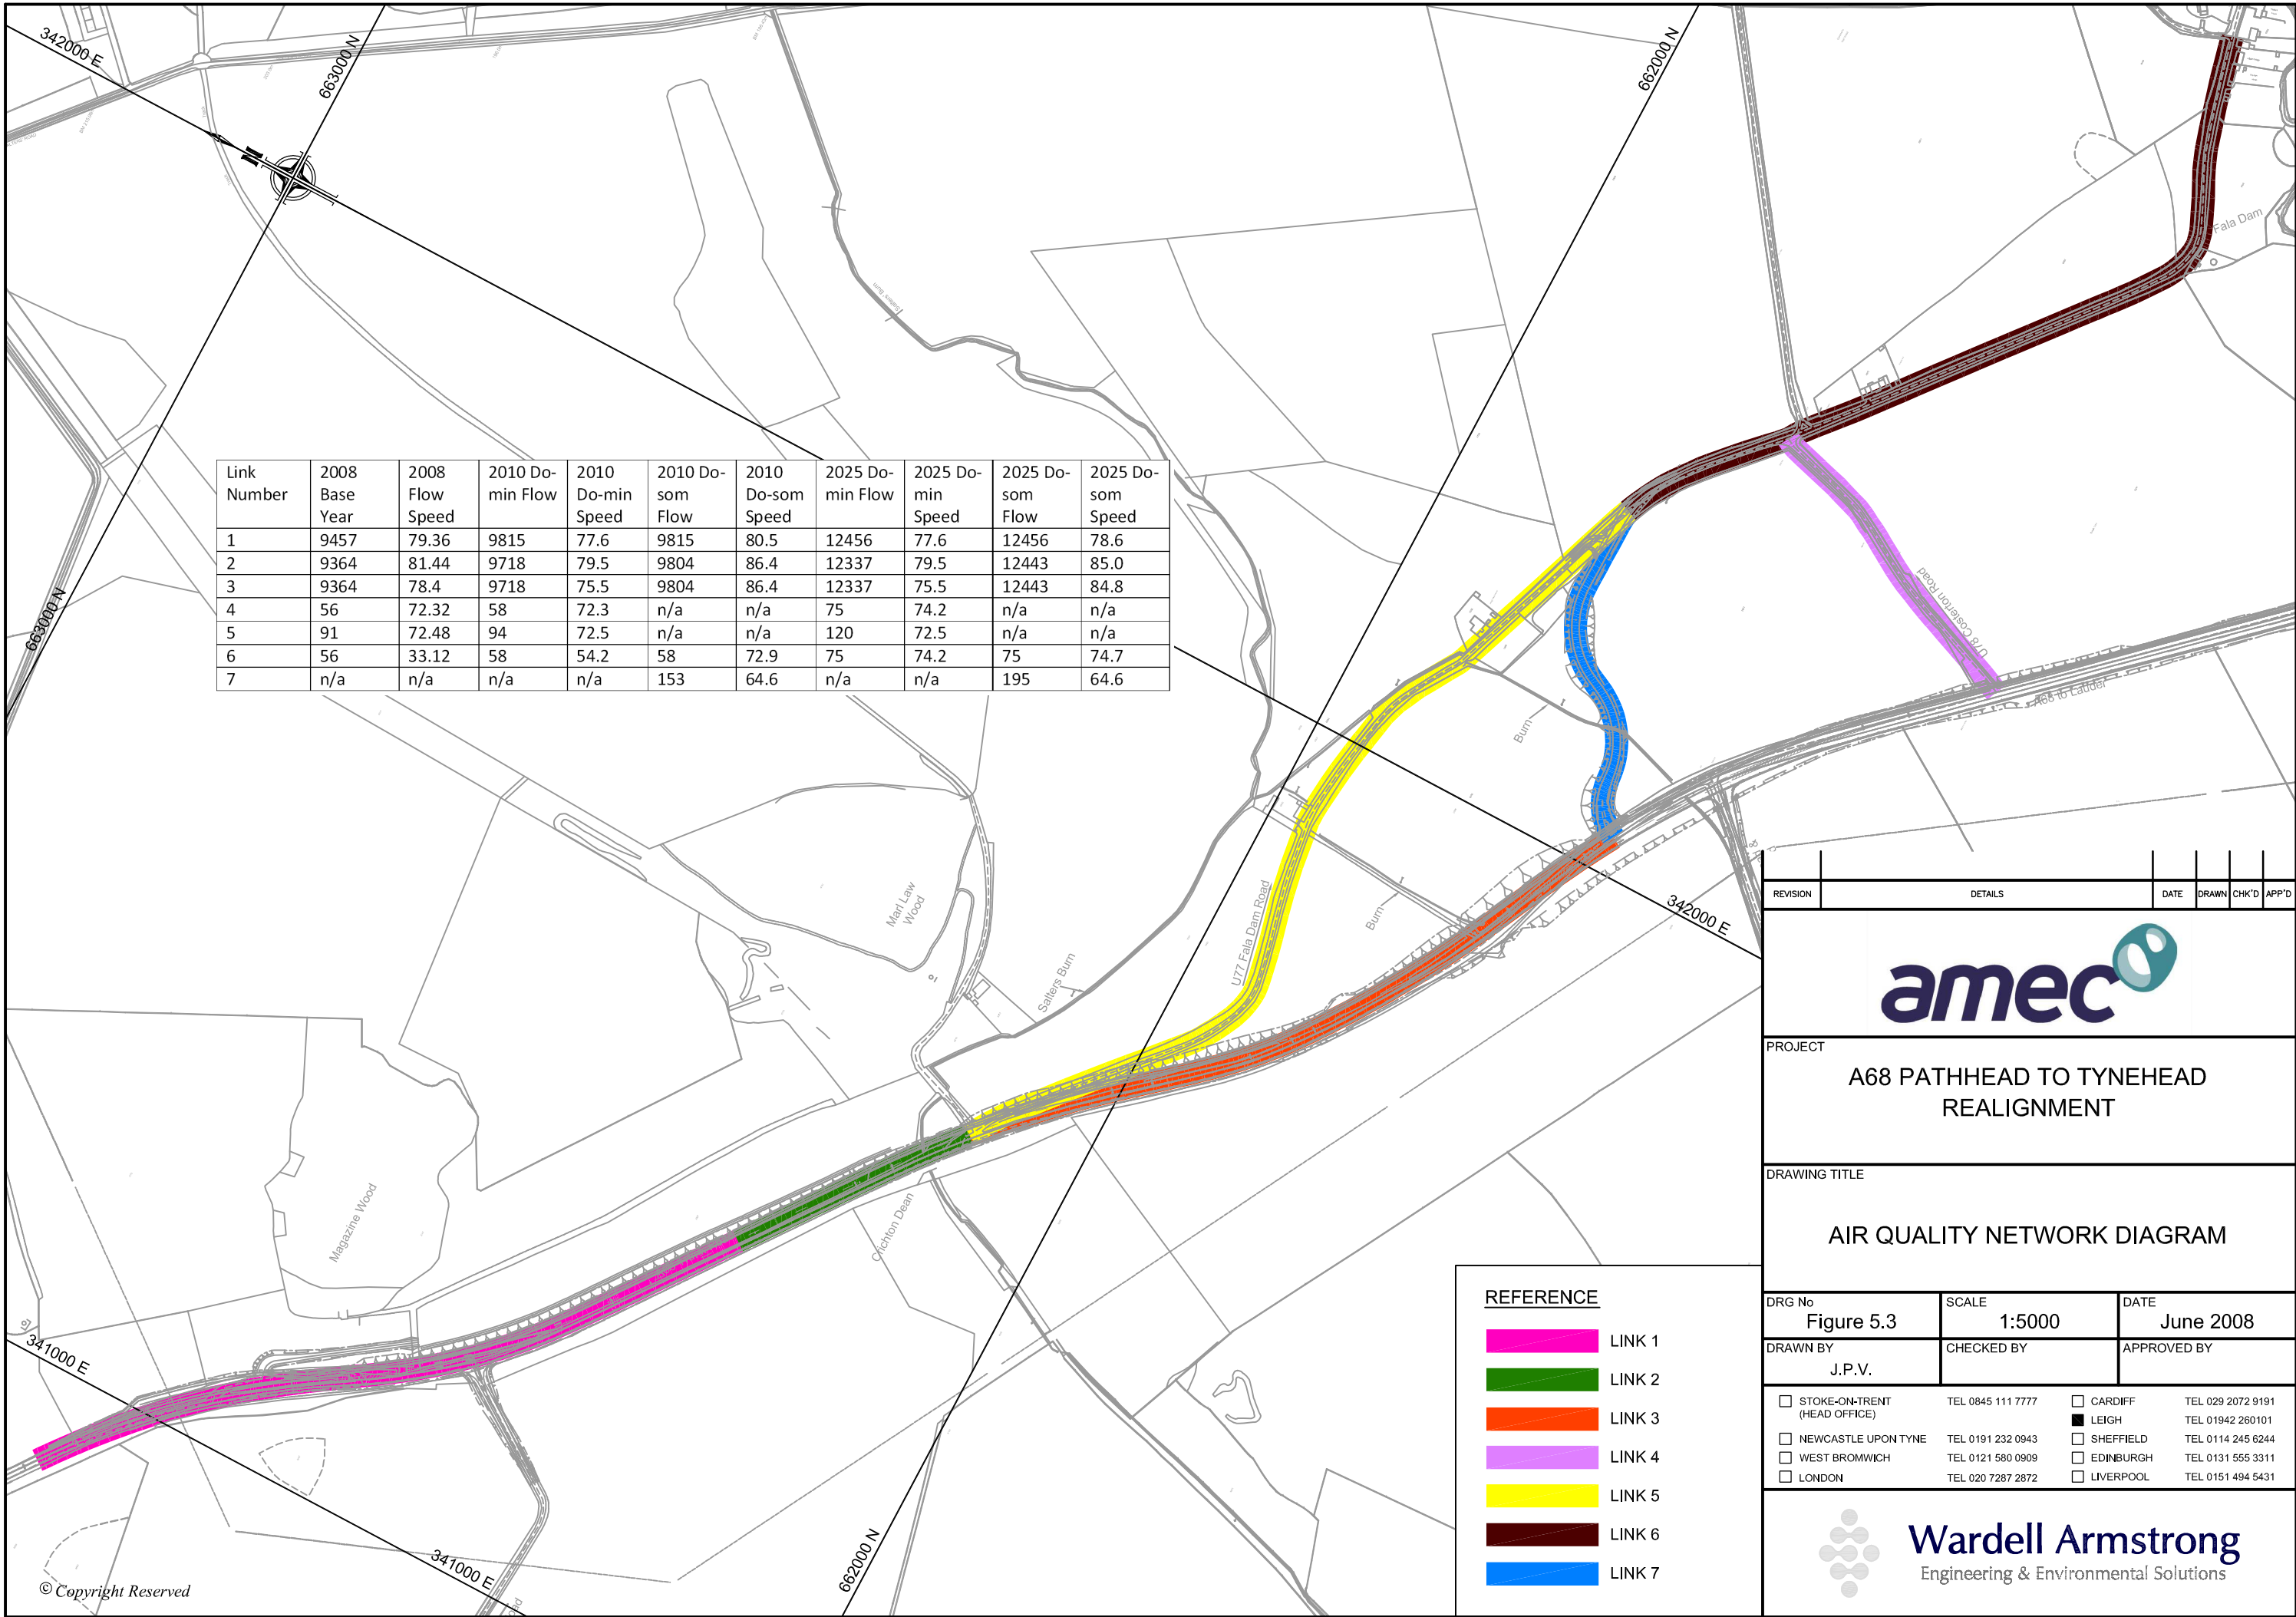 342000 E
663000 N
662000 N
N
Salters Burn
Fala Dam
Link Number | 2008 Base Year | 2008 Flow Speed | 2010 Do-min Flow | 2010 Do-min Speed | 2010 Do-som Flow | 2010 Do-som Speed | 2025 Do-min Flow | 2025 Do-min Speed | 2025 Do-som Flow | 2025 Do-som Speed
1 | 9457 | 79.36 | 9815 | 77.6 | 9815 | 80.5 | 12456 | 77.6 | 12456 | 78.6
2 | 9364 | 81.44 | 9718 | 79.5 | 9804 | 86.4 | 12337 | 79.5 | 12443 | 85.0
3 | 9364 | 78.4 | 9718 | 75.5 | 9804 | 86.4 | 12337 | 75.5 | 12443 | 84.8
4 | 56 | 72.32 | 58 | 72.3 | n/a | n/a | 75 | 74.2 | n/a | n/a
5 | 91 | 72.48 | 94 | 72.5 | n/a | n/a | 120 | 72.5 | n/a | n/a
6 | 56 | 33.12 | 58 | 54.2 | 58 | 72.9 | 75 | 74.2 | 75 | 74.7
7 | n/a | n/a | n/a | n/a | 153 | 64.6 | n/a | n/a | 195 | 64.6
663000 N
U78 Costerton Road
A68 to Lauder
Burn
Marl Law
Wood
Salters Burn
U77 Fala Dam Road
Burn
342000 E
Magazine Wood
Crichton Dean
341000 E
341000 E
662000 N
© Copyright Reserved
REFERENCE
LINK 1
LINK 2
LINK 3
LINK 4
LINK 5
LINK 6
LINK 7
REVISION DETAILS DATE DRAWN CHK'D APP'D
amec
PROJECT
A68 PATHHEAD TO TYNEHEAD
REALIGNMENT
DRAWING TITLE
AIR QUALITY NETWORK DIAGRAM
DRG No SCALE DATE
Figure 5.3 1:5000 June 2008
DRAWN BY CHECKED BY APPROVED BY
J.P.V.
STOKE-ON-TRENT TEL 0845 111 7777 CARDIFF TEL 029 2072 9191
(HEAD OFFICE) LEIGH TEL 01942 260101
NEWCASTLE UPON TYNE TEL 0191 232 0943 SHEFFIELD TEL 0114 245 6244
WEST BROMWICH TEL 0121 580 0909 EDINBURGH TEL 0131 555 3311
LONDON TEL 020 7287 2872 LIVERPOOL TEL 0151 494 5431
Wardell Armstrong
Engineering & Environmental Solutions